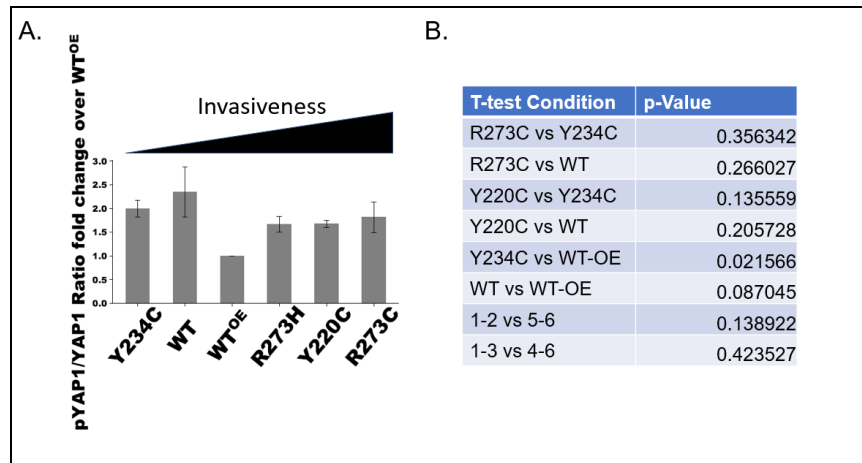 A.
B.
pYAP1/YAP1 Ratio fold change over WT^OE
Invasiveness
3.0
2.5
2.0
1.5
1.0
0.5
0.0
Y234C
WT
WT^OE
R273H
Y220C
R273C
T-test Condition p-Value
R273C vs Y234C 0.356342
R273C vs WT 0.266027
Y220C vs Y234C 0.135559
Y220C vs WT 0.205728
Y234C vs WT-OE 0.021566
WT vs WT-OE 0.087045
1-2 vs 5-6 0.138922
1-3 vs 4-6 0.423527